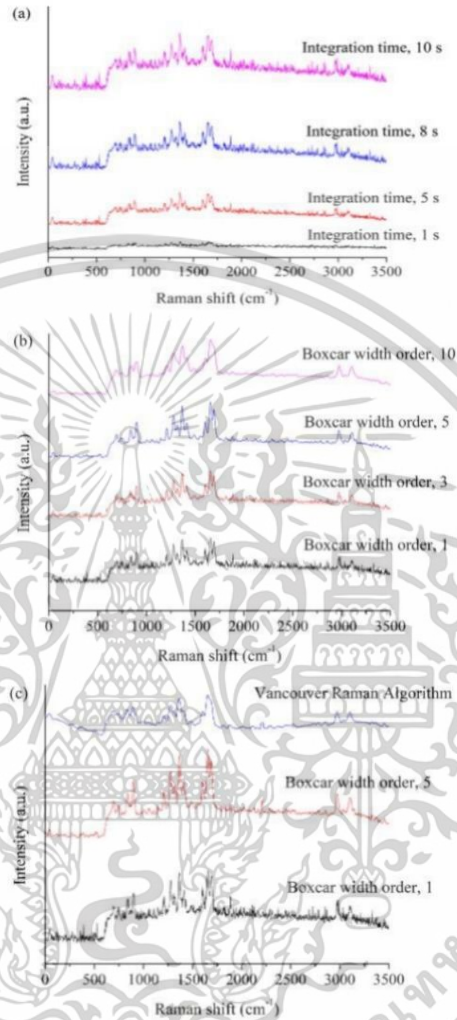 (a)
Integration time, 10 s
Integration time, 8 s
Integration time, 5 s
Integration time, 1 s
Intensity (a.u.)
0 500 1000 1500 2000 2500 3000 3500
Raman shift (cm⁻¹)
(b)
Boxcar width order, 10
Boxcar width order, 5
Boxcar width order, 3
Boxcar width order, 1
Intensity (a.u.)
0 500 1000 1500 2000 2500 3000 3500
Raman shift (cm⁻¹)
(c)
Vancouver Raman Algorithm
Boxcar width order, 5
Boxcar width order, 1
Intensity (a.u.)
0 500 1000 1500 2000 2500 3000 3500
Raman shift (cm⁻¹)